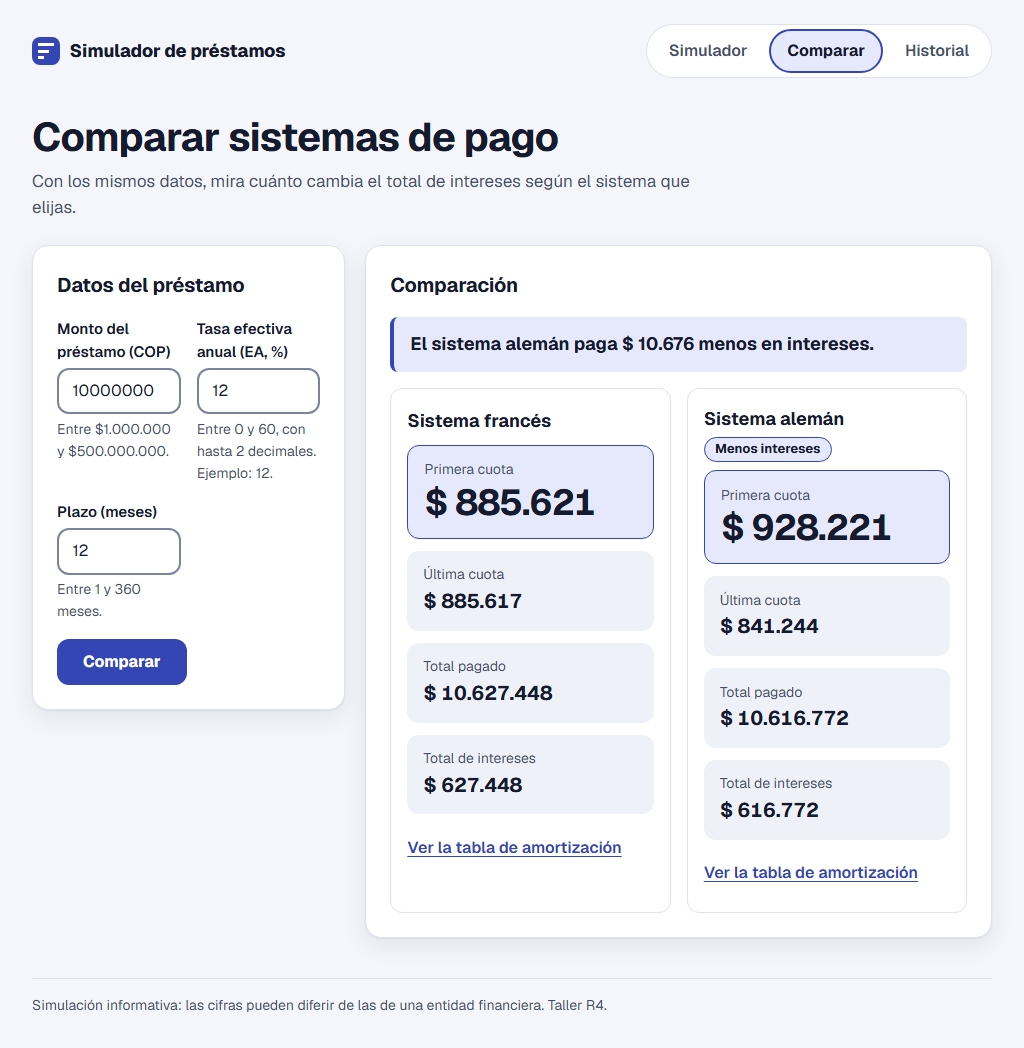 Simulador de préstamos
Simulador
Comparar
Historial
Comparar sistemas de pago
Con los mismos datos, mira cuánto cambia el total de intereses según el sistema que
elijas.
Datos del préstamo
Monto del
préstamo (COP)
10000000
Entre $1.000.000
y $500.000.000.
Tasa efectiva
anual (EA, %)
12
Entre 0 y 60, con
hasta 2 decimales.
Ejemplo: 12.
Plazo (meses)
12
Entre 1 y 360
meses.
Comparar
Comparación
El sistema alemán paga $ 10.676 menos en intereses.
Sistema francés
Primera cuota
$ 885.621
Última cuota
$ 885.617
Total pagado
$ 10.627.448
Total de intereses
$ 627.448
Ver la tabla de amortización
Sistema alemán
Menos intereses
Primera cuota
$ 928.221
Última cuota
$ 841.244
Total pagado
$ 10.616.772
Total de intereses
$ 616.772
Ver la tabla de amortización
Simulación informativa: las cifras pueden diferir de las de una entidad financiera. Taller R4.